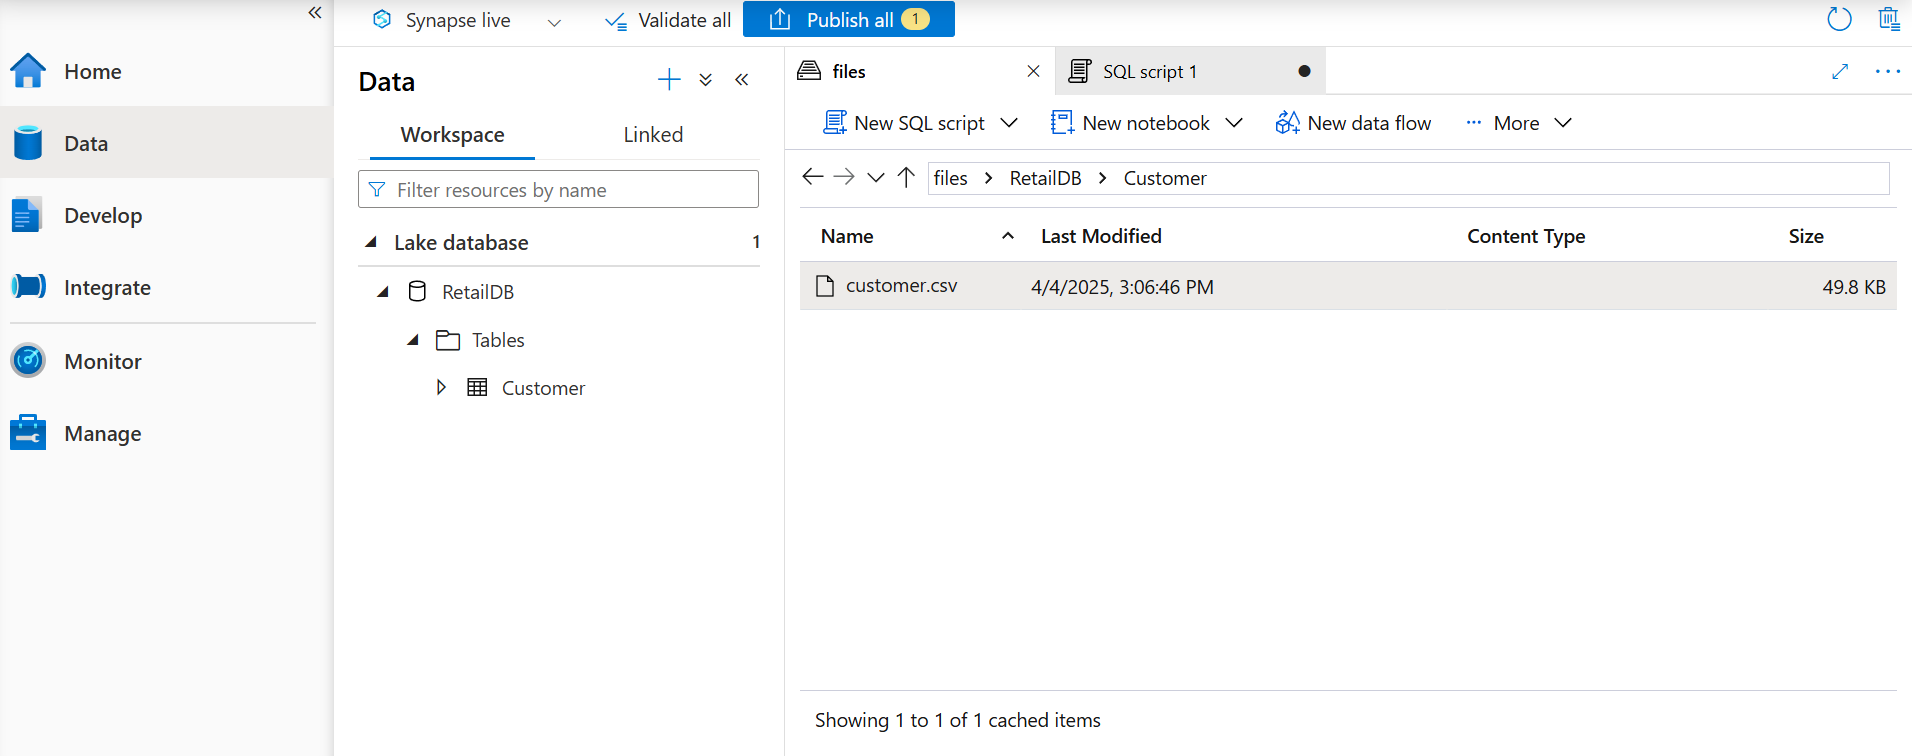 Synapse live
Validate all
Publish all 1
Home
Data
Develop
Integrate
Monitor
Manage
Data
Workspace Linked
Filter resources by name
Lake database 1
RetailDB
Tables
Customer
files
SQL script 1
New SQL script New notebook New data flow More
files RetailDB Customer
Name Last Modified Content Type Size
customer.csv 4/4/2025, 3:06:46 PM 49.8 KB
Showing 1 to 1 of 1 cached items